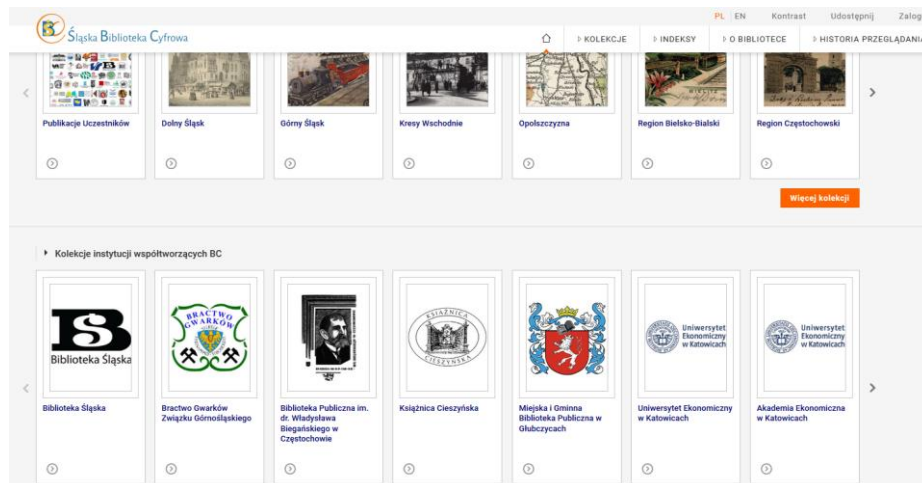 PL EN Kontrast Udostępnij Zalog
Śląska Biblioteka Cyfrowa
KOLEKCJE INDEKSY O BIBLIOTECE HISTORIA PRZEGLĄDANIA
Publikacje Uczestników
Dolny Śląsk
Górny Śląsk
Kresy Wschodnie
Opolszczyzna
BIELITZ
Region Bielsko-Bialski
Region Częstochowski
Więcej kolekcji
Kolekcje instytucji współtworzących BC
Biblioteka Śląska
BRACTWO
GWARKÓW
KSIĄŻNICA
CIESZYŃSKA
Uniwersytet
Ekonomiczny
w Katowicach
Uniwersytet
Ekonomiczny
w Katowicach
Biblioteka Śląska
Bractwo Gwarków
Związku Górnośląskiego
Biblioteka Publiczna im.
dr. Władysława
Biegańskiego w
Częstochowie
Książnica Cieszyńska
Miejska i Gminna
Biblioteka Publiczna w
Głubczycach
Uniwersytet Ekonomiczny
w Katowicach
Akademia Ekonomiczna
w Katowicach